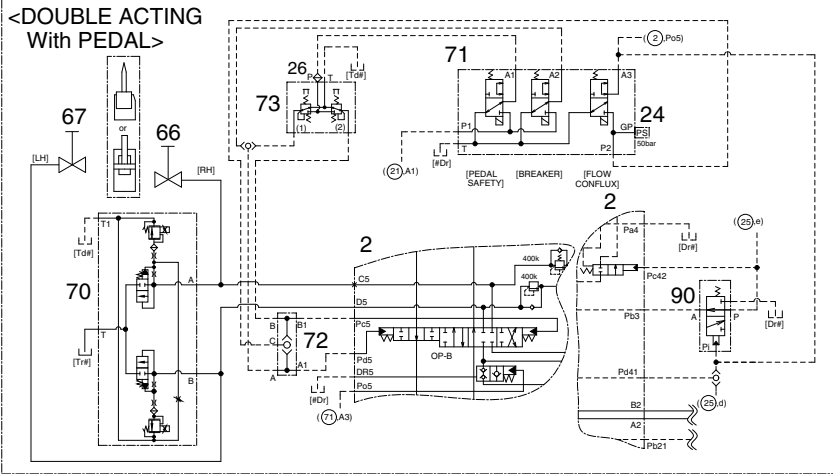 <DOUBLE ACTING
With PEDAL>
67
or
66
[LH]
[RH]
26
P
T
[Td#]
73
(1)
(2)
71
A1
A2
A3
(②,Po5)
24
P1
T
GP
PS
50bar
P2
[#Dr]
(㉑,A1)
[PEDAL
SAFETY]
[BREAKER]
[FLOW
CONFLUX]
T1
[Td#]
70
A
T
[Tr#]
B
2
C5
400k
400k
D5
B
B1
C
72
A1
A
Pc5
Pd5
OP-B
DR5
[#Dr]
Po5
((71),A3)
2
Pa4
[Dr#]
(㉕,e)
Pc42
90
Pb3
A
P
[Dr#]
Pi
Pd41
(㉕,d)
B2
A2
Pb21